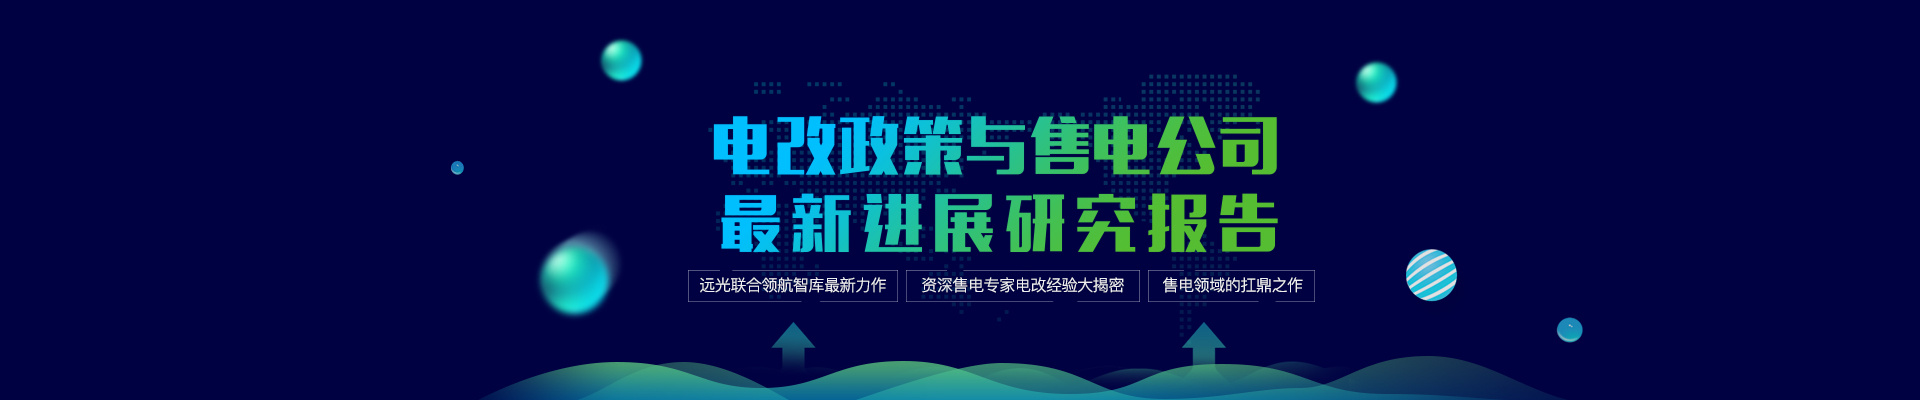 电改政策与售电公司
最新进展研究报告
远光联合领航智库最新力作 资深售电专家电改经验大揭密 售电领域的扛鼎之作